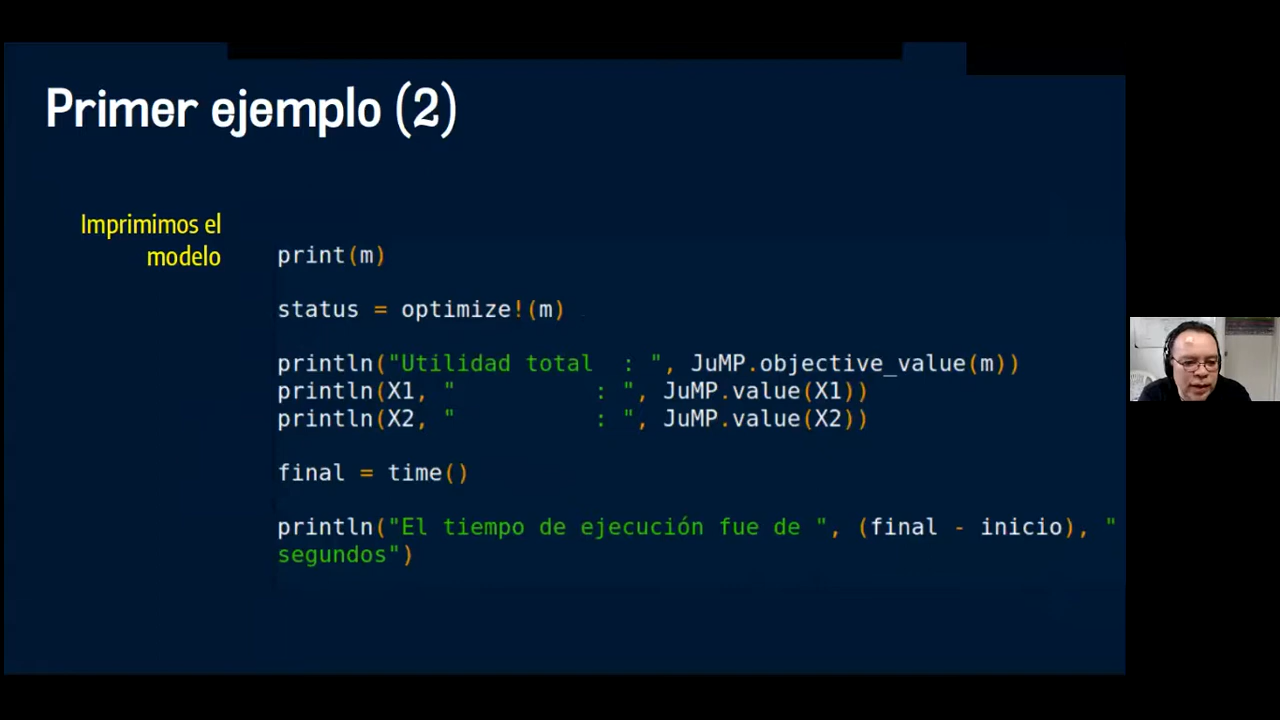 Primer ejemplo (2)
Imprimimos el
modelo
print(m)
status = optimize!(m)
println("Utilidad total  : ", JuMP.objective_value(m))
println(X1, "          : ", JuMP.value(X1))
println(X2, "          : ", JuMP.value(X2))
final = time()
println("El tiempo de ejecución fue de ", (final - inicio), "
segundos")